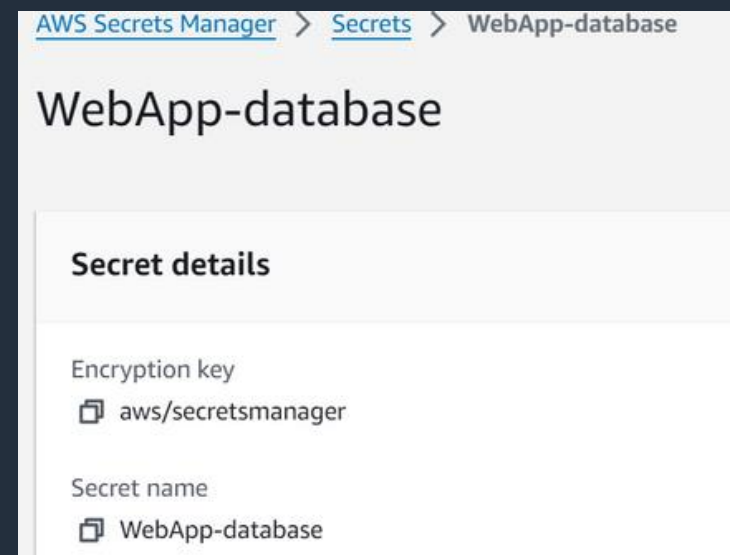 AWS Secrets Manager > Secrets > WebApp-database
WebApp-database
Secret details
Encryption key
aws/secretsmanager
Secret name
WebApp-database